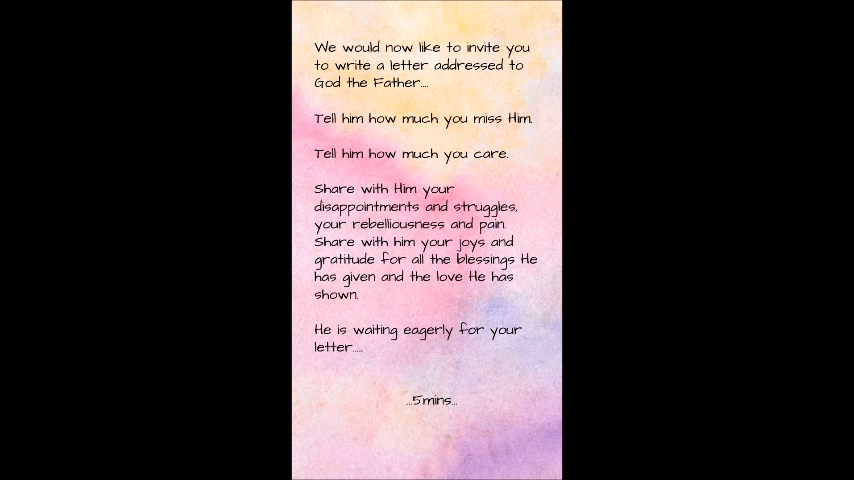 We would now like to invite you
to write a letter addressed to
God the Father....
Tell him how much you miss Him.
Tell him how much you care.
Share with Him your
disappointments and struggles,
your rebelliousness and pain.
Share with him your joys and
gratitude for all the blessings He
has given and the love He has
shown.
He is waiting eagerly for your
letter.....
...5mins...